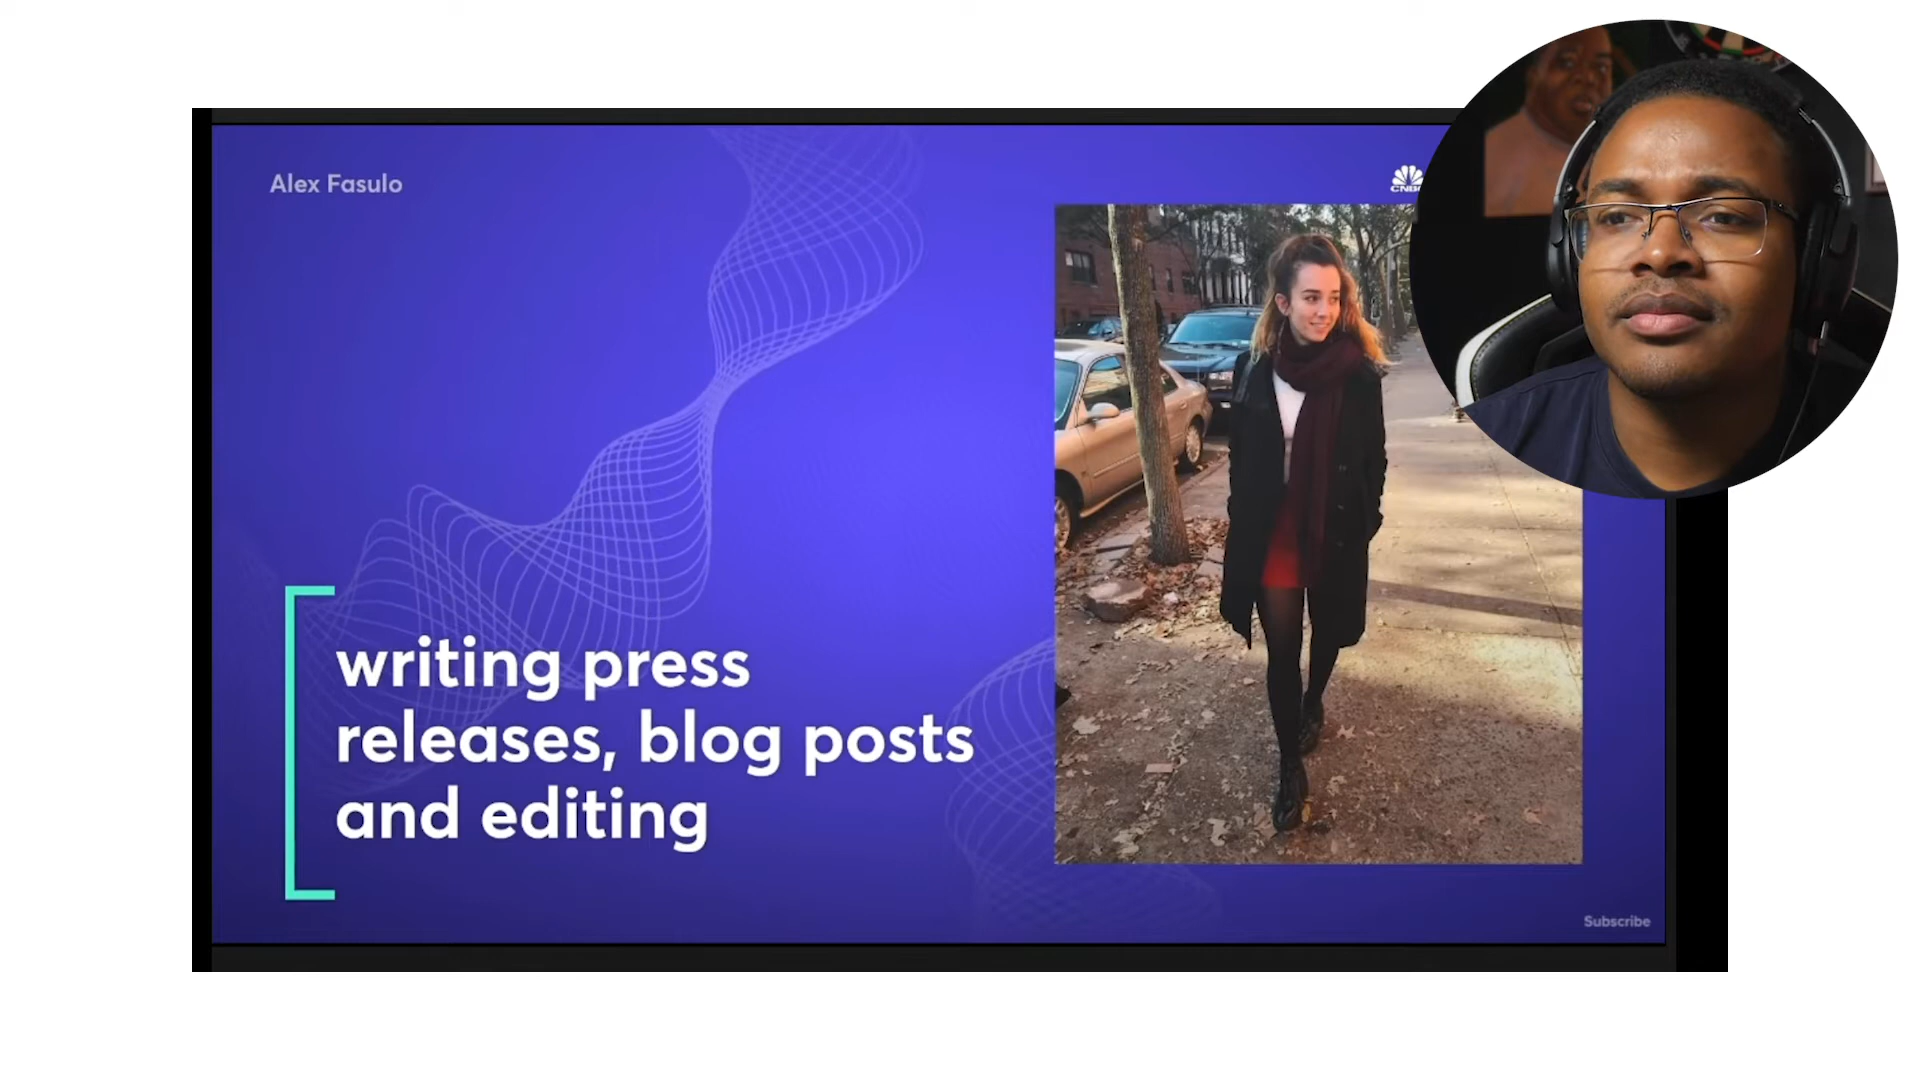 Alex Fasulo
writing press
releases, blog posts
and editing
Subscribe